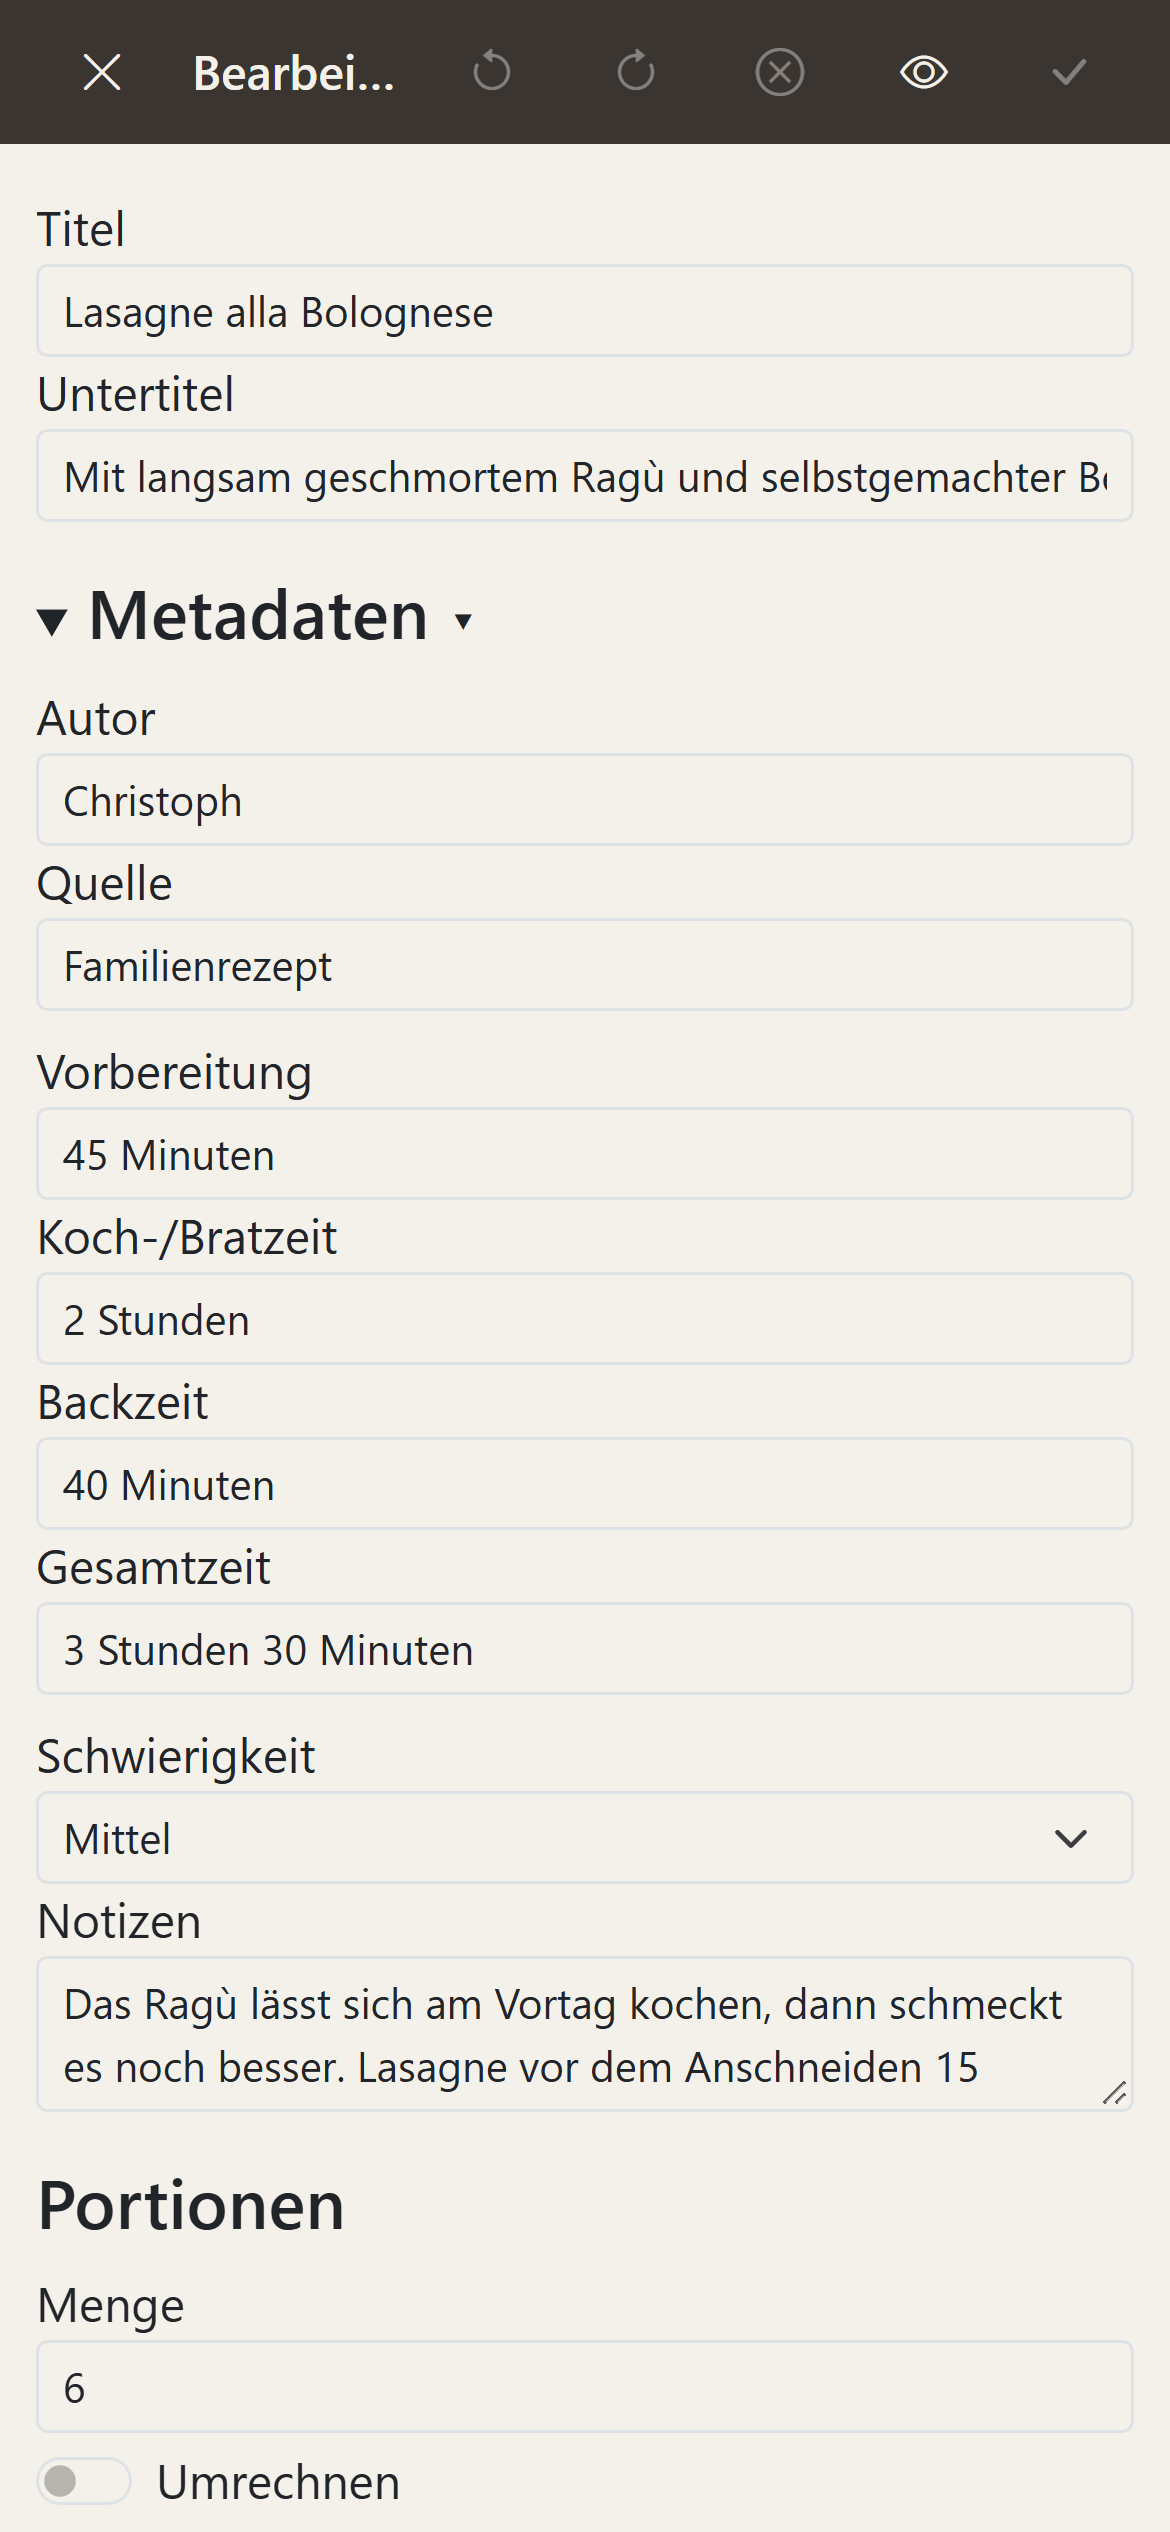 Bearbei...
Titel
Lasagne alla Bolognese
Untertitel
Mit langsam geschmortem Ragù und selbstgemachter
Metadaten
Autor
Christoph
Quelle
Familienrezept
Vorbereitung
45 Minuten
Koch-/Bratzeit
2 Stunden
Backzeit
40 Minuten
Gesamtzeit
3 Stunden 30 Minuten
Schwierigkeit
Mittel
Notizen
Das Ragù lässt sich am Vortag kochen, dann schmeckt
es noch besser. Lasagne vor dem Anschneiden 15
Portionen
Menge
6
Umrechnen